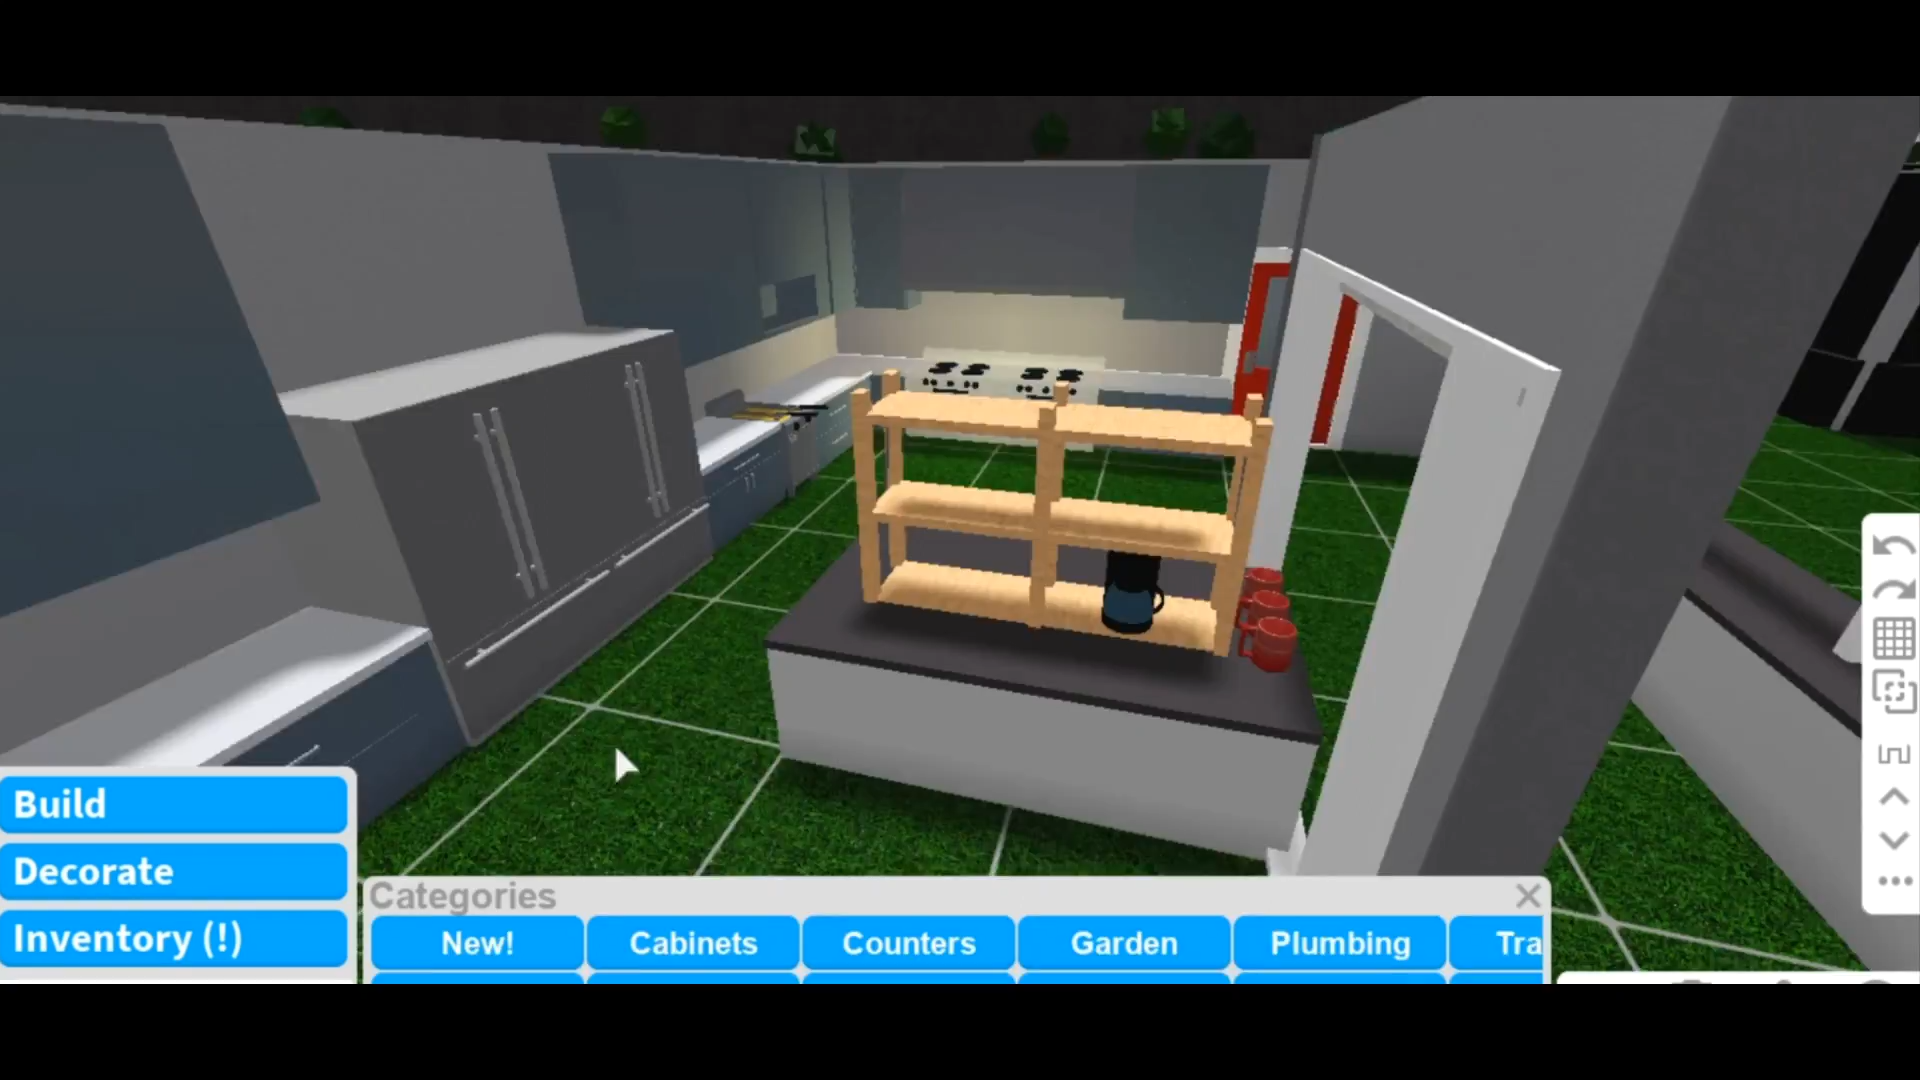 Build
Decorate
Inventory (!)
Categories
New!
Cabinets
Counters
Garden
Plumbing
Tra